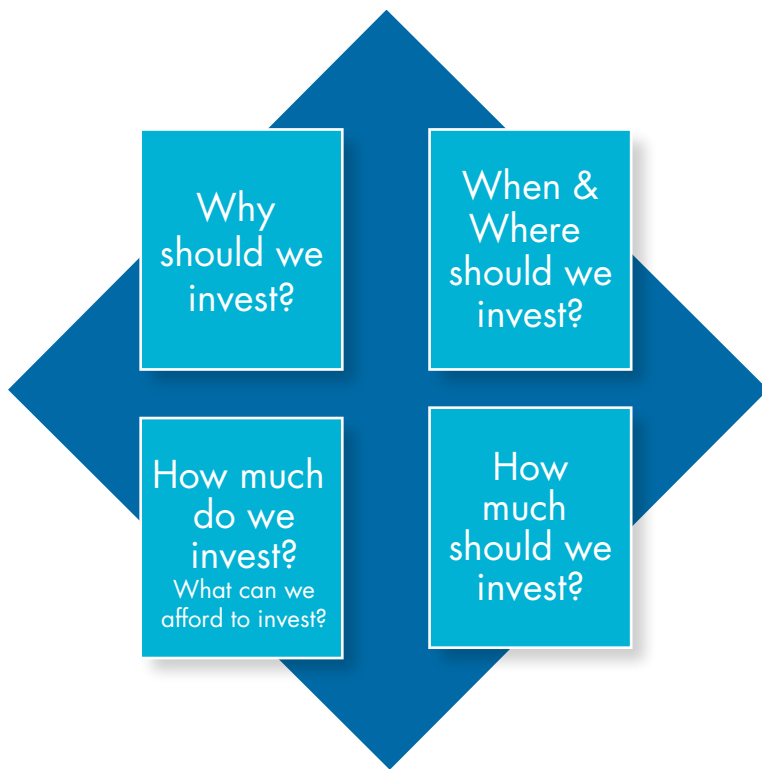 Why
should we
invest?
When &
Where
should we
invest?
How much
do we
invest?
What can we
afford to invest?
How
much
should we
invest?